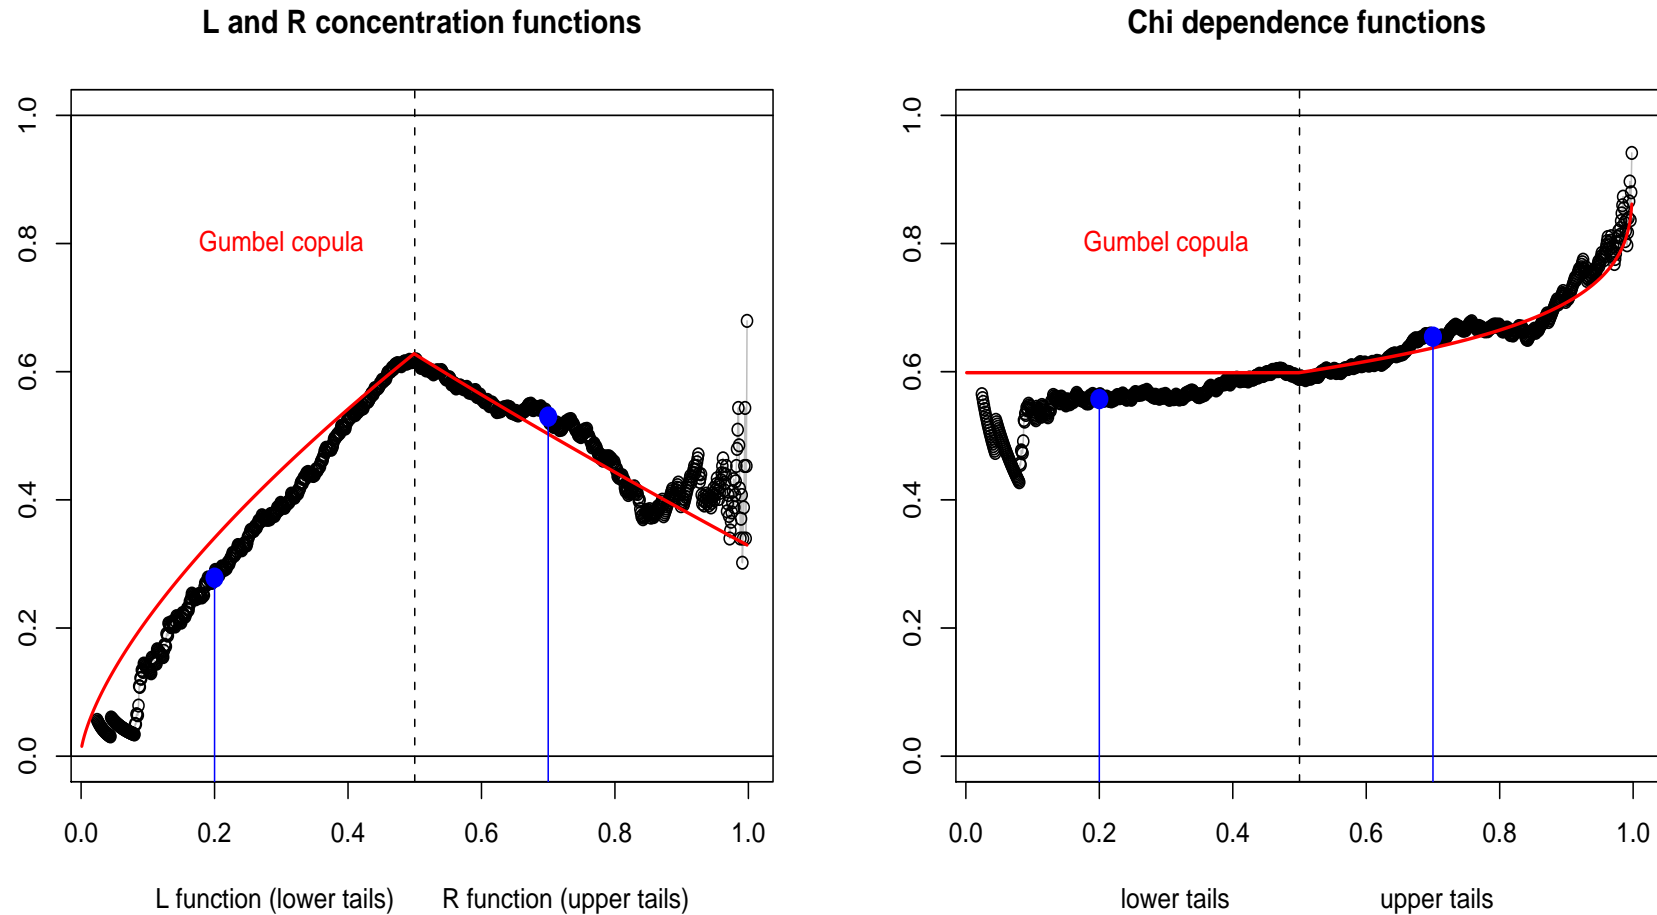 L and R concentration functions
1.0
0.8
0.6
0.4
0.2
0.0
Gumbel copula
0.0 0.2 0.4 0.6 0.8 1.0
L function (lower tails) R function (upper tails)
Chi dependence functions
1.0
0.8
0.6
0.4
0.2
0.0
Gumbel copula
0.0 0.2 0.4 0.6 0.8 1.0
lower tails upper tails